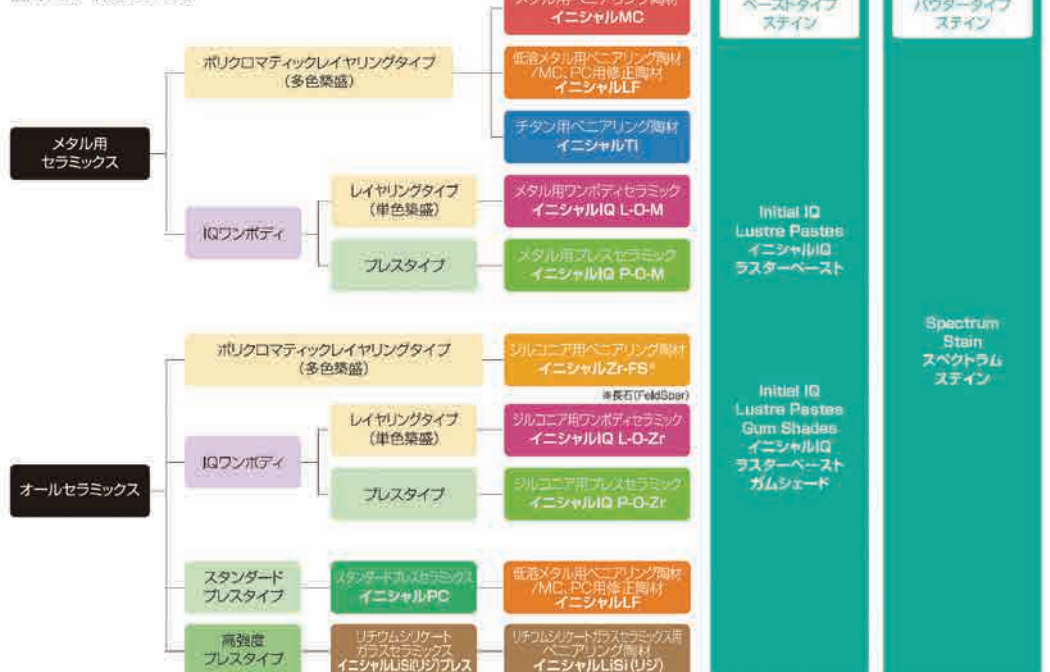 メタル用ベニアリング陶材
イニシャルMC
ペーストタイプ
ステイン
パウダータイプ
ステイン
ポリクロマティックレイヤリングタイプ
(多色築盛)
低溶メタル用ベニアリング陶材
/MC、PC用修正陶材
イニシャルLF
メタル用
セラミックス
チタン用ベニアリング陶材
イニシャルTi
IQワンボディ
レイヤリングタイプ
(単色築盛)
メタル用ワンボディセラミック
イニシャルIQ L-O-M
プレスタイプ
メタル用プレスセラミック
イニシャルIQ P-O-M
Initial IQ
Lustre Pastes
イニシャルIQ
ラスターペースト
オールセラミックス
ポリクロマティックレイヤリングタイプ
(多色築盛)
ジルコニア用ベニアリング陶材
イニシャルZr-FS※
※長石(FeldSpar)
IQワンボディ
レイヤリングタイプ
(単色築盛)
ジルコニア用ワンボディセラミック
イニシャルIQ L-O-Zr
プレスタイプ
ジルコニア用プレスセラミック
イニシャルIQ P-O-Zr
Initial IQ
Lustre Pastes
Gum Shades
イニシャルIQ
ラスターペースト
ガムシェード
Spectrum
Stain
スペクトラム
ステイン
スタンダード
プレスタイプ
スタンダードプレスセラミックス
イニシャルPC
低溶メタル用ベニアリング陶材
/MC、PC用修正陶材
イニシャルLF
高強度
プレスタイプ
リチウムシリケート
ガラスセラミックス
イニシャルLiSi(リジ)プレス
リチウムシリケートガラスセラミックス用
ベニアリング陶材
イニシャルLiSi(リジ)